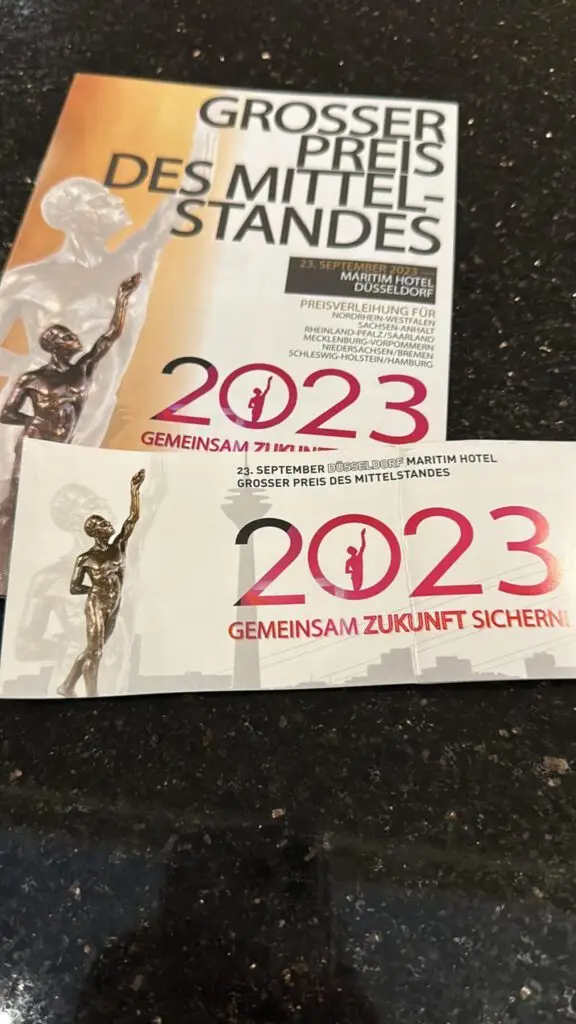 GROSSER
PREIS
DES MITTEL-
STANDES
23. SEPTEMBER 2023
MARITIM HOTEL
DÜSSELDORF
PREISVERLEIHUNG FÜR
NORDRHEIN-WESTFALEN
SACHSEN-ANHALT
RHEINLAND-PFALZ/SAARLAND
MECKLENBURG-VORPOMMERN
NIEDERSACHSEN/BREMEN
SCHLESWIG-HOLSTEIN/HAMBURG
2023
GEMEINSAM ZUKUNFT
23. SEPTEMBER DÜSSELDORF MARITIM HOTEL
GROSSER PREIS DES MITTELSTANDES
2023
GEMEINSAM ZUKUNFT SICHERN!